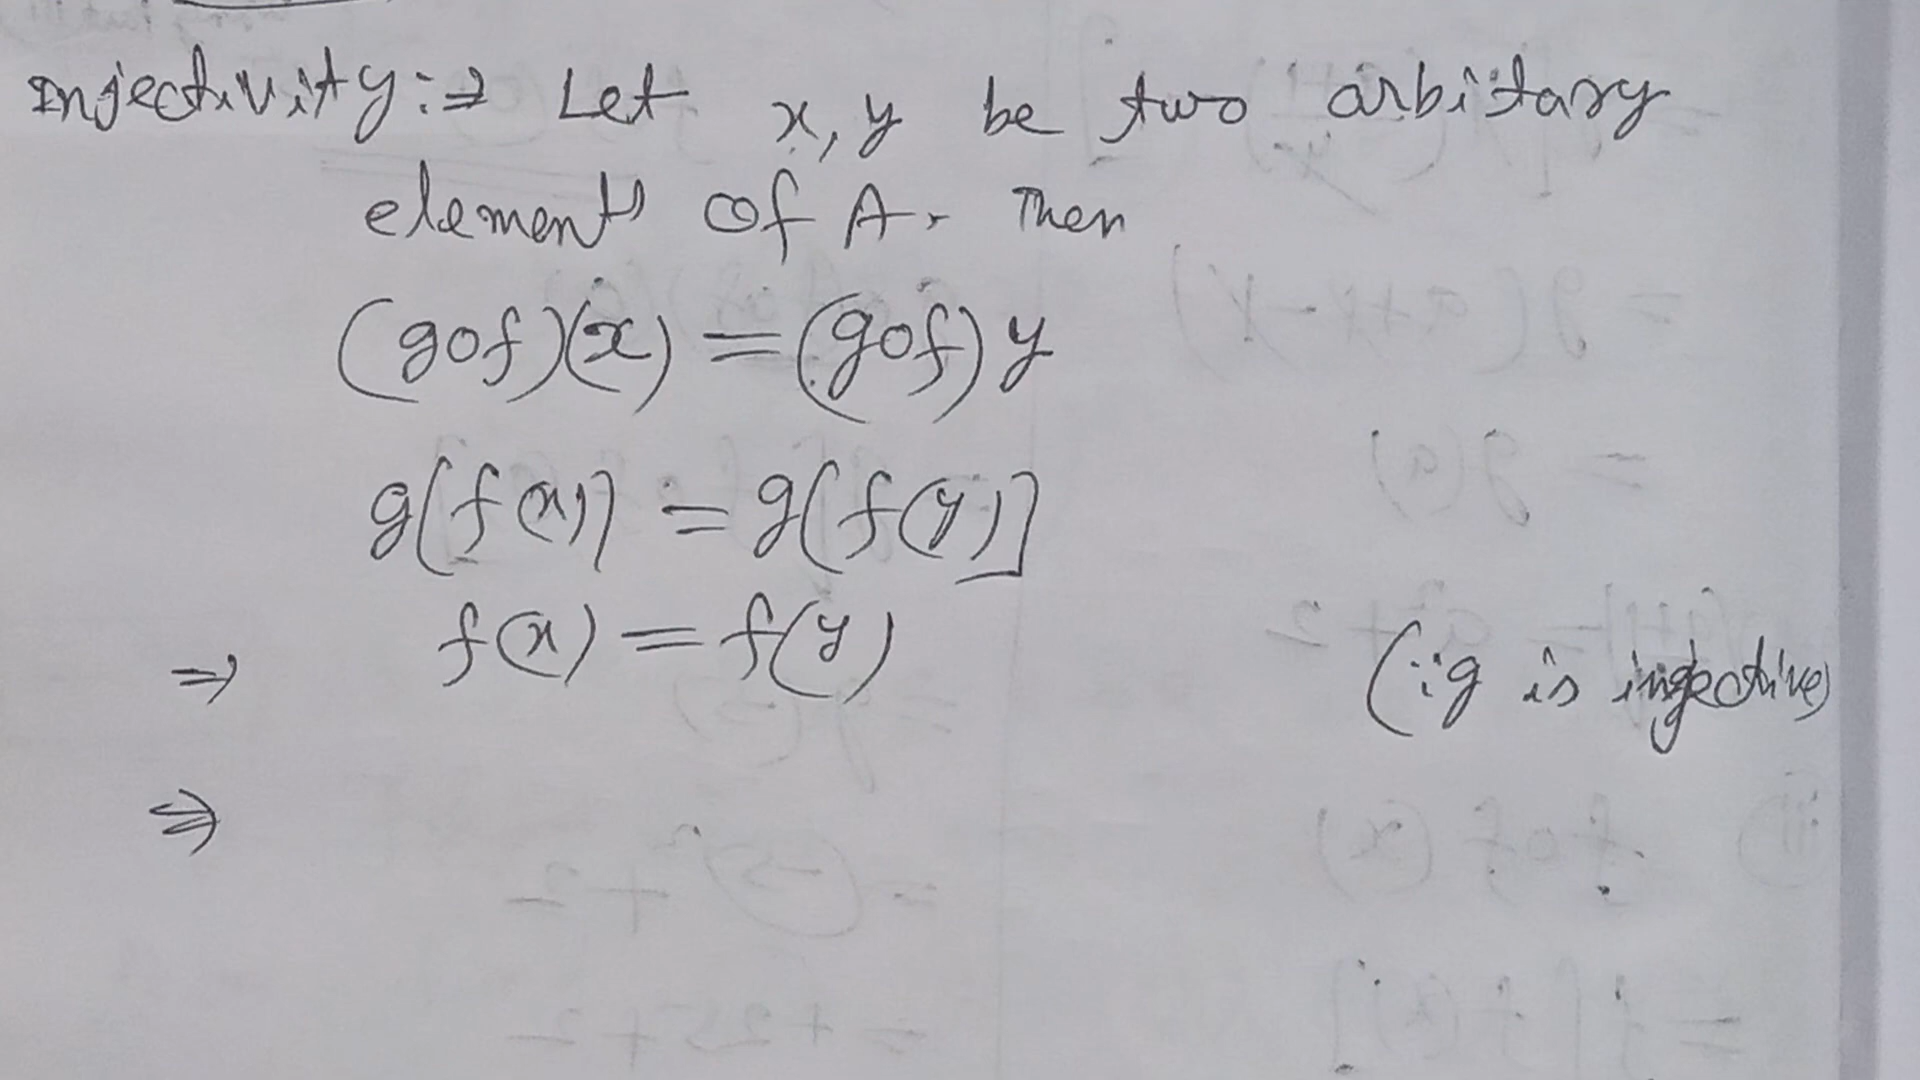 Injectivity:⇒ Let x, y be two arbitary
elements of A. Then
(gof)(x) = (gof) y
g[f(x)] = g[f(y)]
⇒ f(x) = f(y) (∵g is injective)
⇒